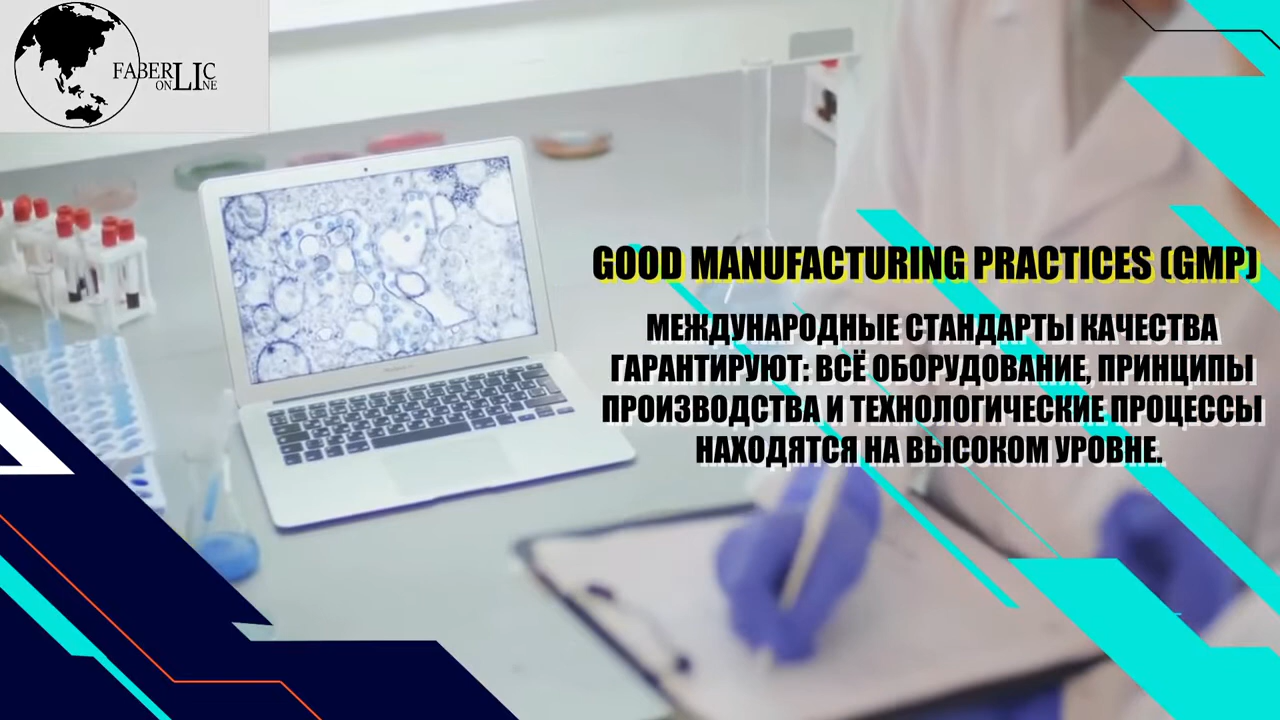 FABERLIC
ONLINE
GOOD MANUFACTURING PRACTICES (GMP)
МЕЖДУНАРОДНЫЕ СТАНДАРТЫ КАЧЕСТВА
ГАРАНТИРУЮТ: ВСЁ ОБОРУДОВАНИЕ, ПРИНЦИПЫ
ПРОИЗВОДСТВА И ТЕХНОЛОГИЧЕСКИЕ ПРОЦЕССЫ
НАХОДЯТСЯ НА ВЫСОКОМ УРОВНЕ.